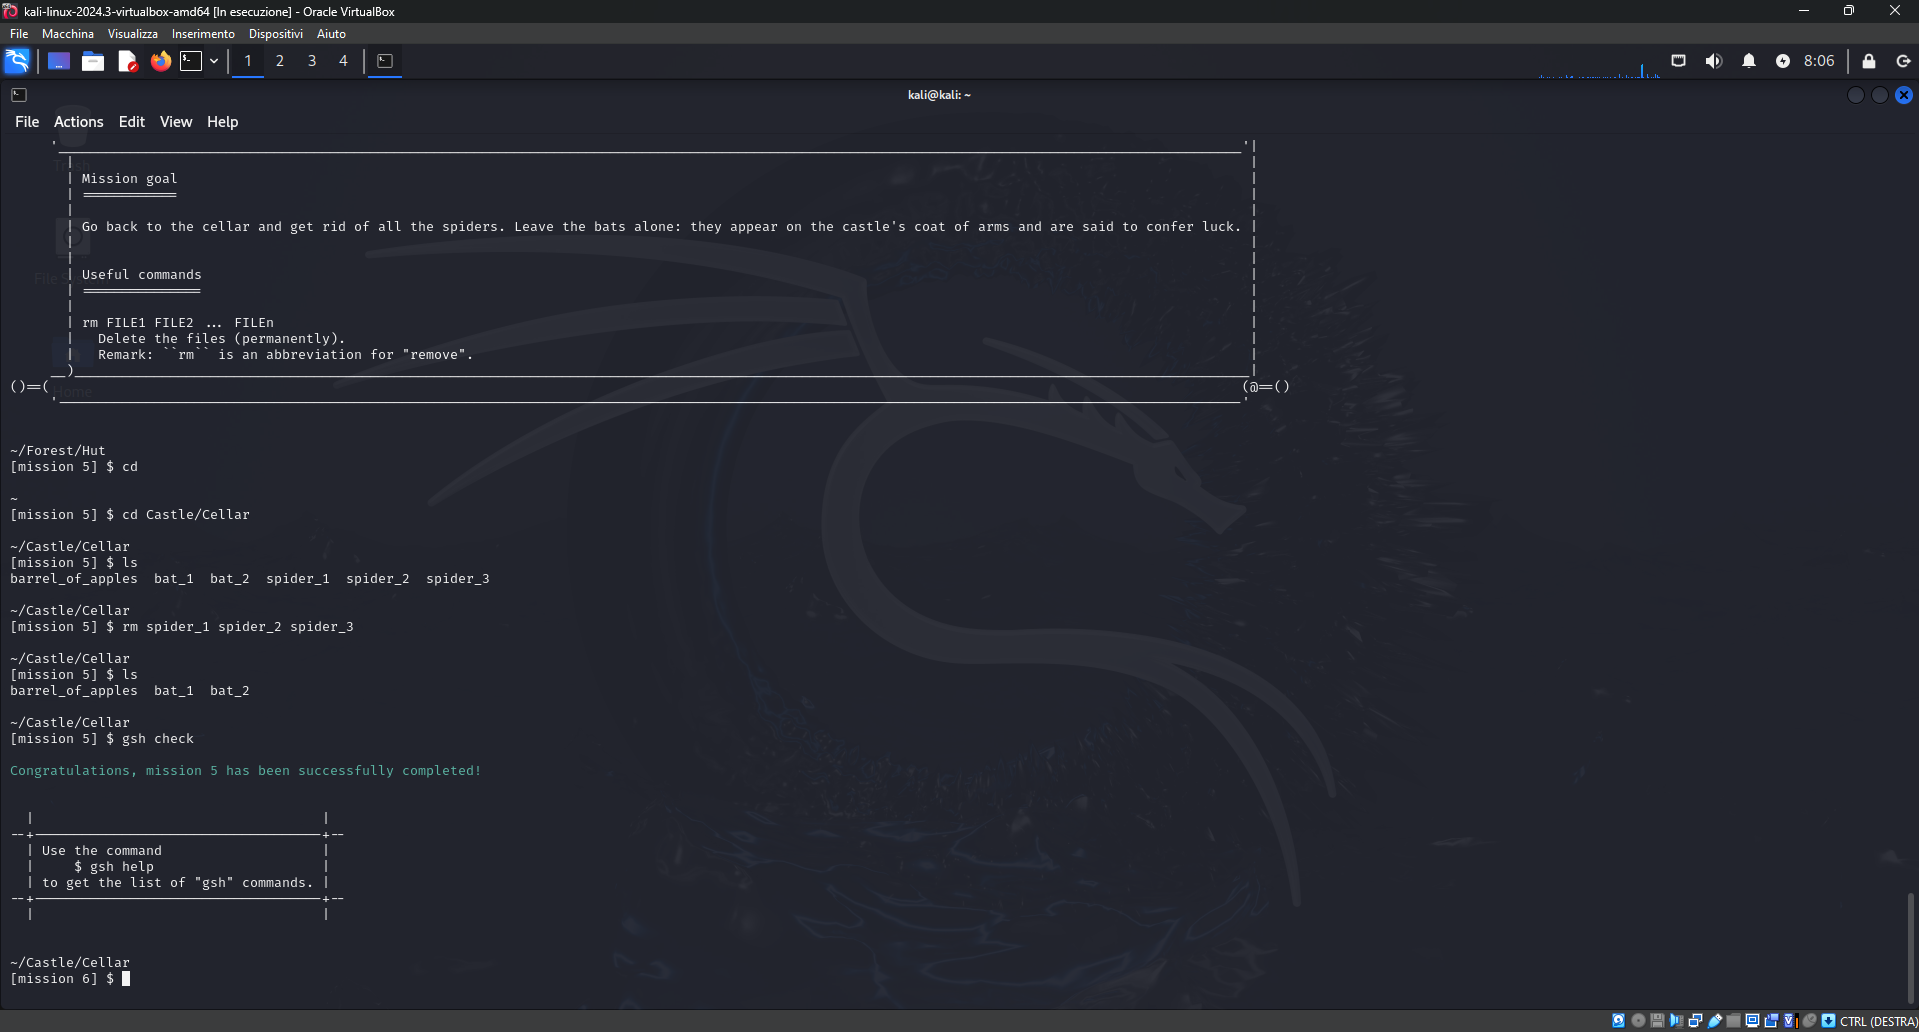 kali-linux-2024.3-virtualbox-amd64 [In esecuzione] - Oracle VirtualBox
File Macchina Visualizza Inserimento Dispositivi Aiuto
1 2 3 4 8:06
kali@kali: ~
File Actions Edit View Help
Mission goal
============
Go back to the cellar and get rid of all the spiders. Leave the bats alone: they appear on the castle's coat of arms and are said to confer luck.
Useful commands
===============
rm FILE1 FILE2 ... FILEn
Delete the files (permanently).
Remark: ``rm`` is an abbreviation for "remove".
()==( (@==()
~/Forest/Hut
[mission 5] $ cd
~
[mission 5] $ cd Castle/Cellar
~/Castle/Cellar
[mission 5] $ ls
barrel_of_apples bat_1 bat_2 spider_1 spider_2 spider_3
~/Castle/Cellar
[mission 5] $ rm spider_1 spider_2 spider_3
~/Castle/Cellar
[mission 5] $ ls
barrel_of_apples bat_1 bat_2
~/Castle/Cellar
[mission 5] $ gsh check
Congratulations, mission 5 has been successfully completed!
Use the command
$ gsh help
to get the list of "gsh" commands.
~/Castle/Cellar
[mission 6] $
Trash
File System
Home
CTRL (DESTRA)